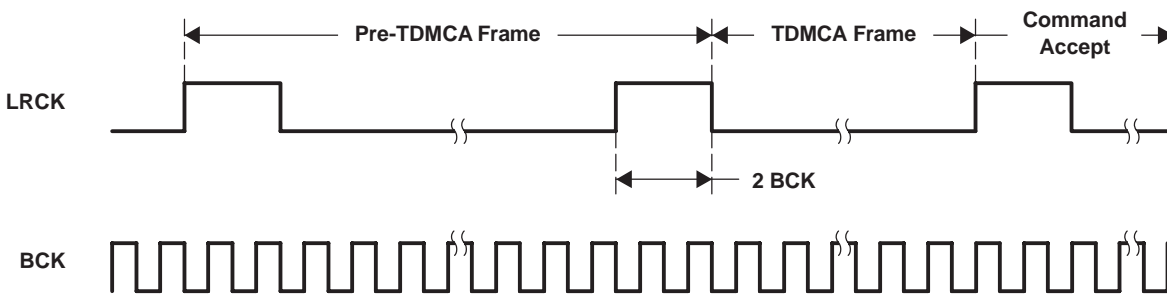 Pre-TDMCA Frame
TDMCA Frame
Command
Accept
LRCK
2 BCK
BCK